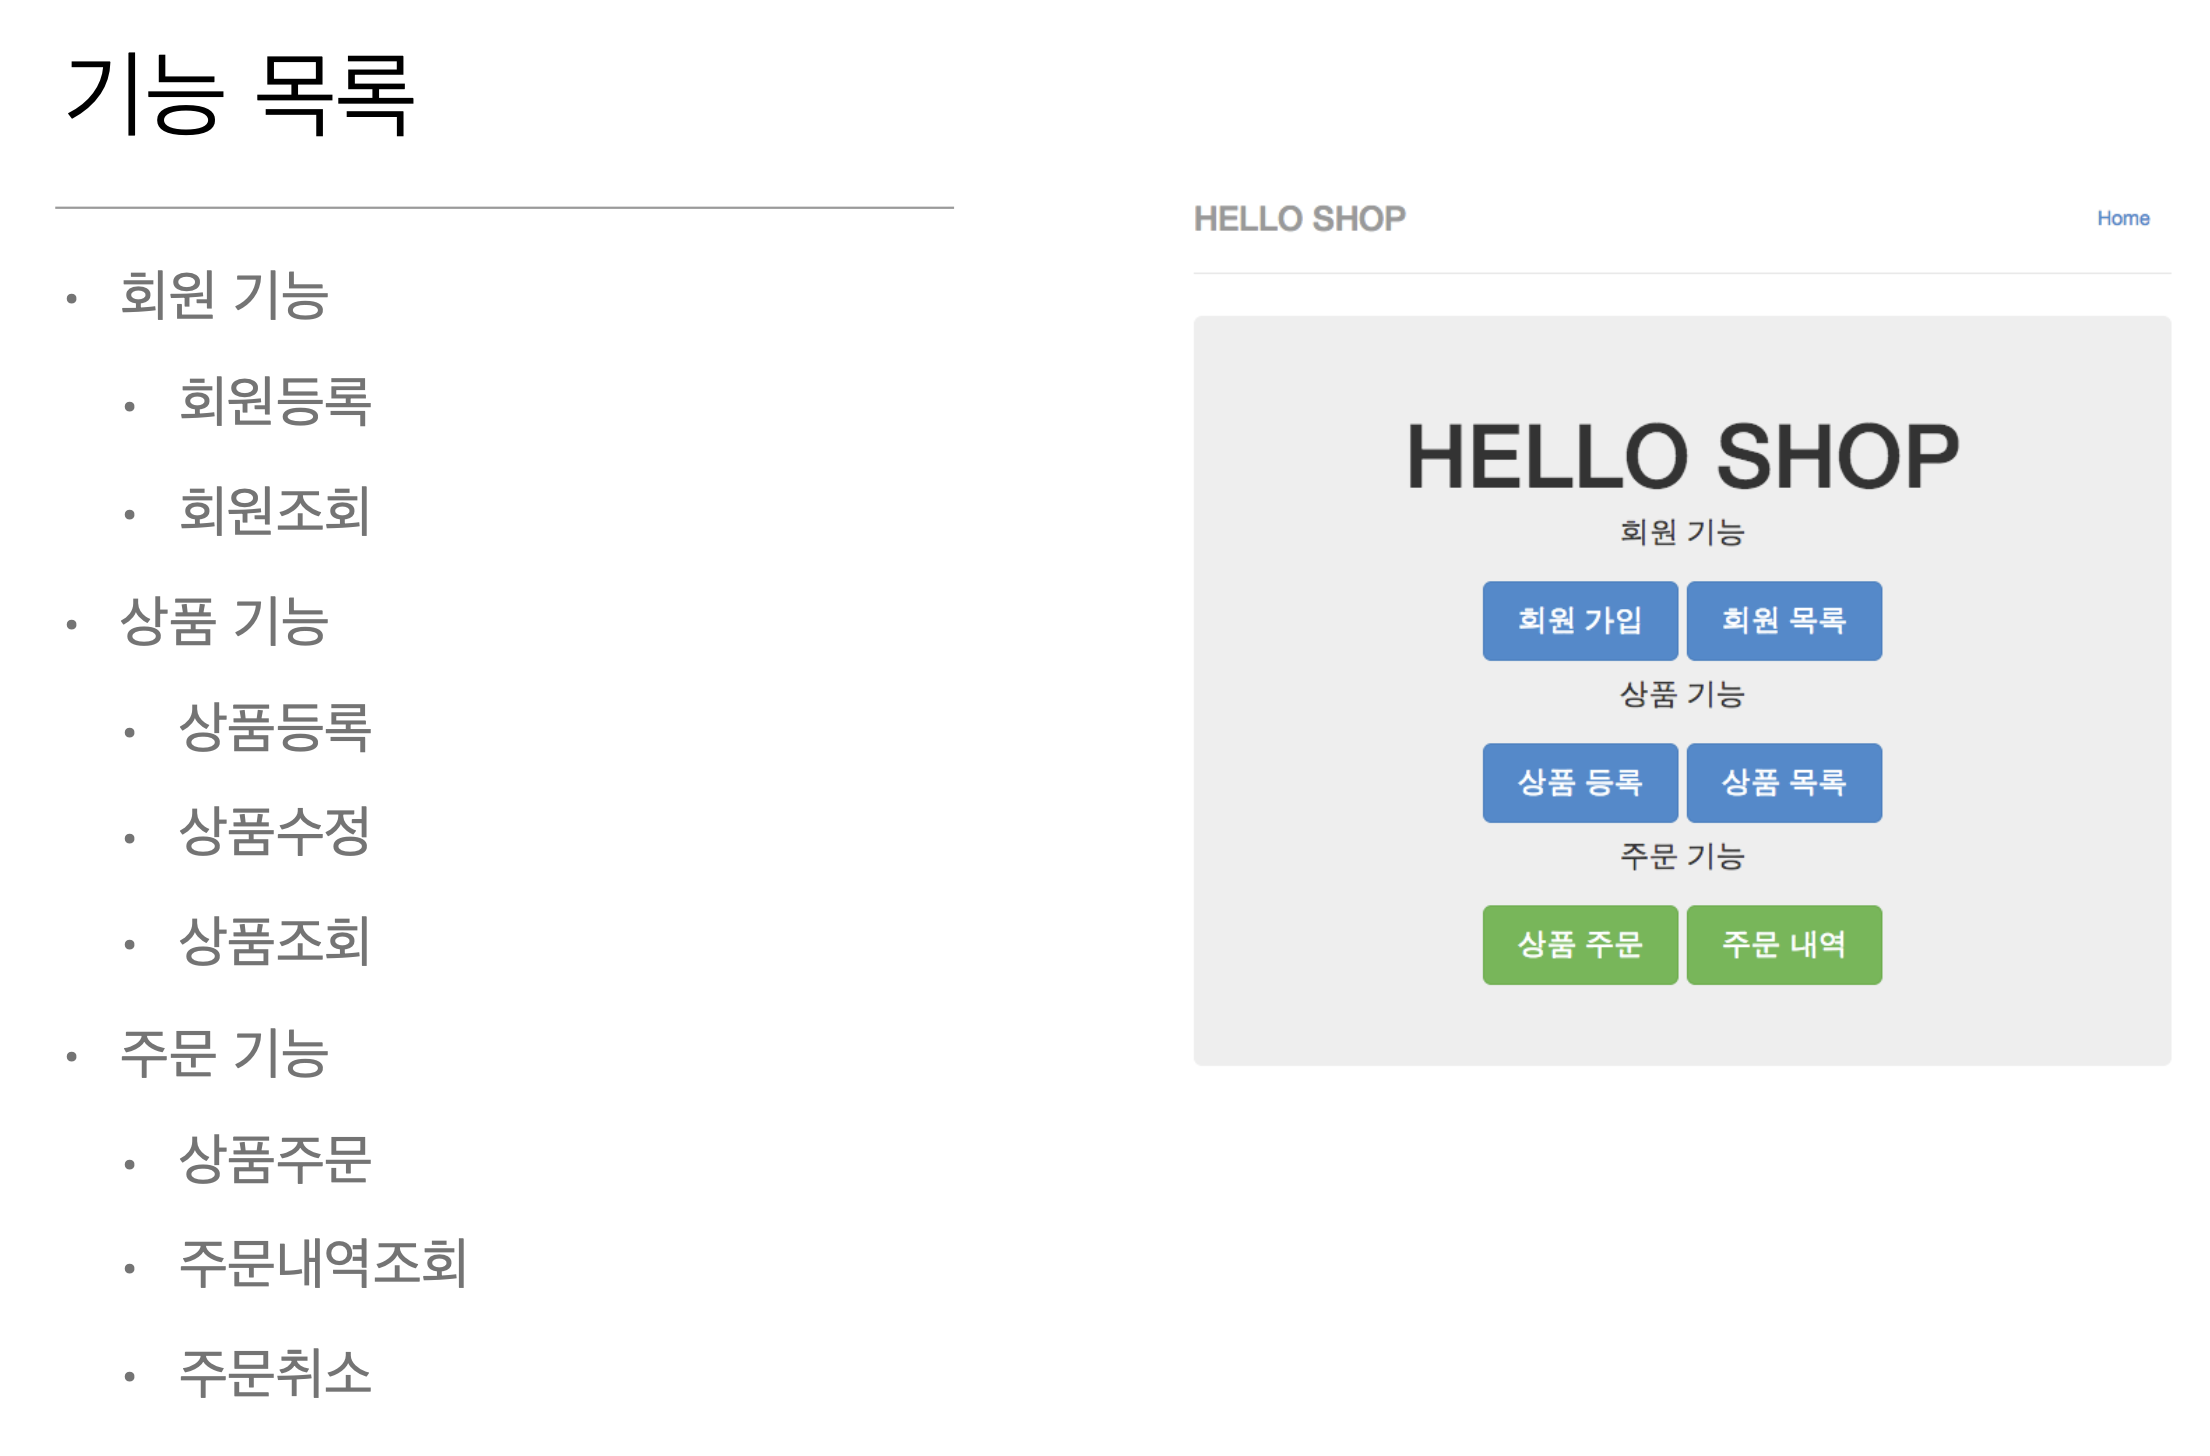 기능 목록
• 회원 기능
• 회원등록
• 회원조회
• 상품 기능
• 상품등록
• 상품수정
• 상품조회
• 주문 기능
• 상품주문
• 주문내역조회
• 주문취소
HELLO SHOP Home
HELLO SHOP
회원 기능
회원 가입 회원 목록
상품 기능
상품 등록 상품 목록
주문 기능
상품 주문 주문 내역